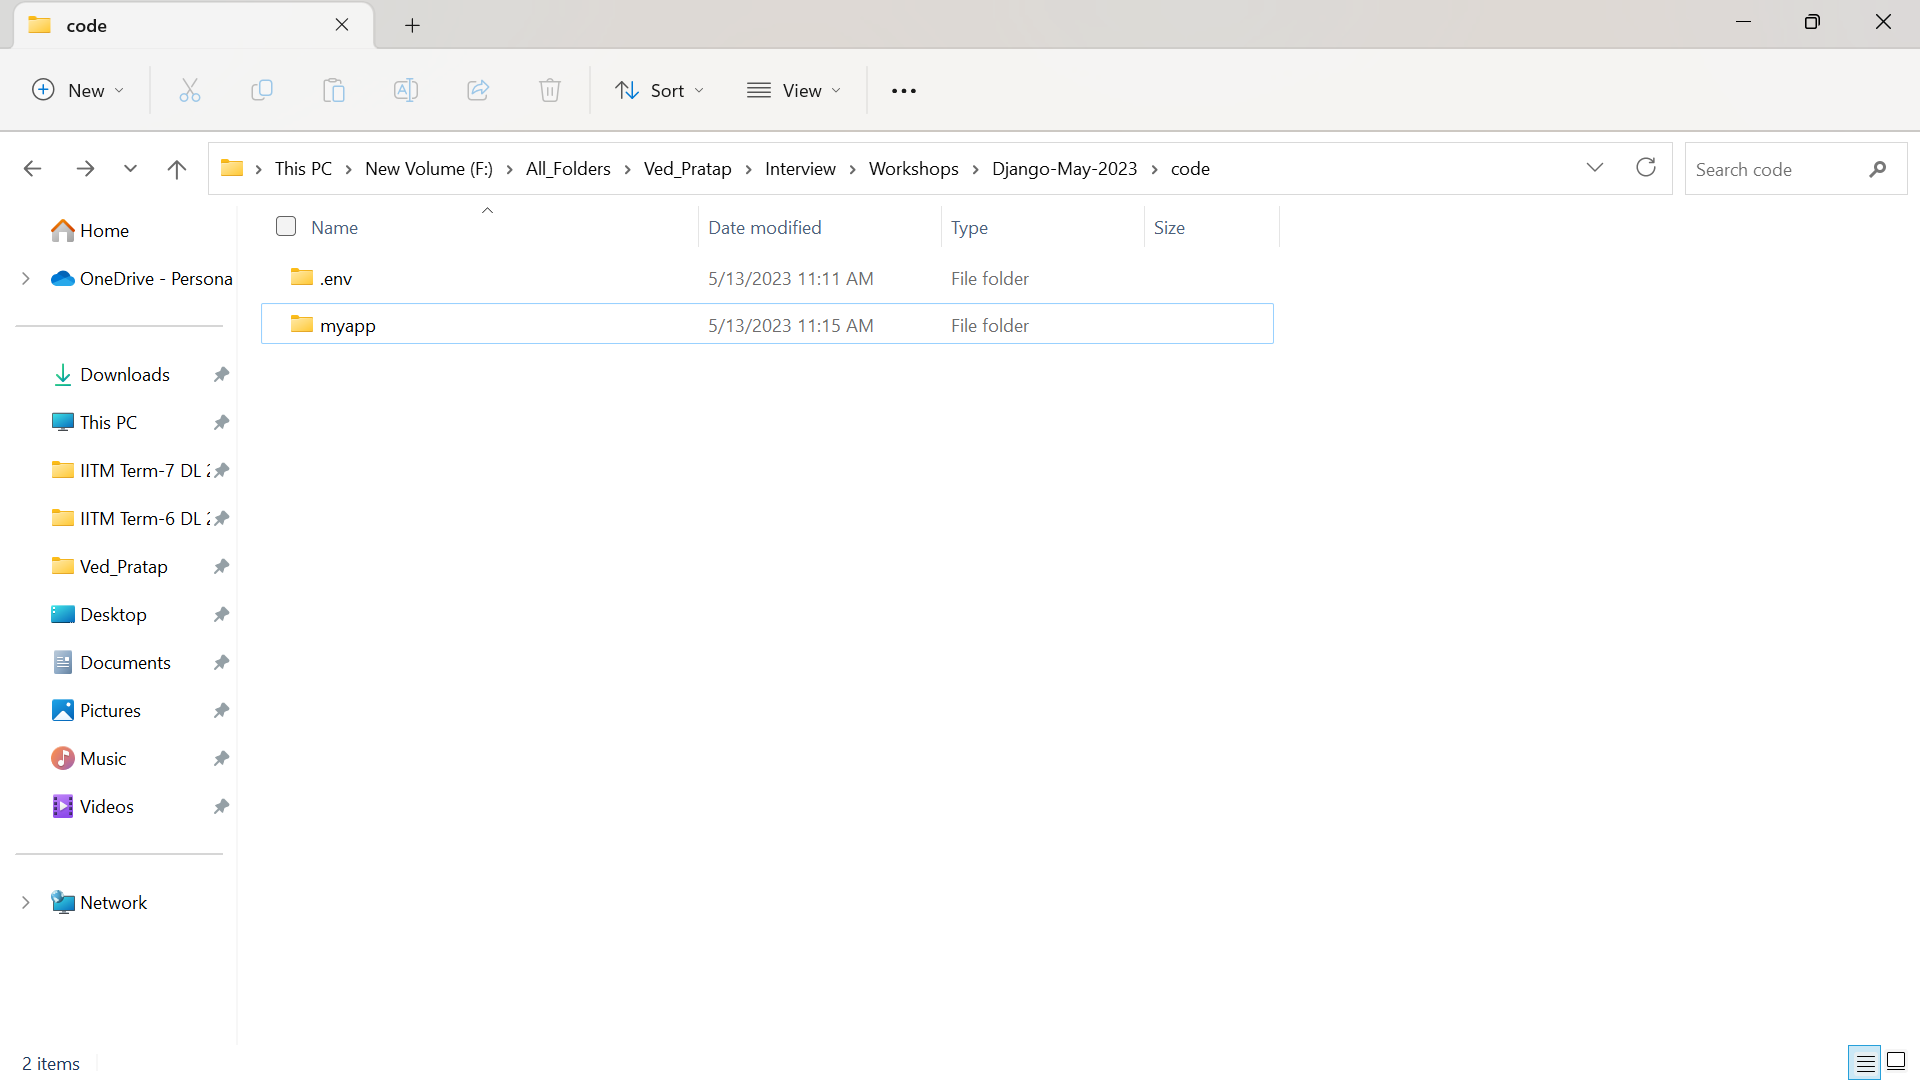 code
New
Sort
View
This PC
New Volume (F:)
All_Folders
Ved_Pratap
Interview
Workshops
Django-May-2023
code
Search code
Home
OneDrive - Persona
Downloads
This PC
IITM Term-7 DL
IITM Term-6 DL
Ved_Pratap
Desktop
Documents
Pictures
Music
Videos
Network
Name Date modified Type Size
.env 5/13/2023 11:11 AM File folder
myapp 5/13/2023 11:15 AM File folder
2 items